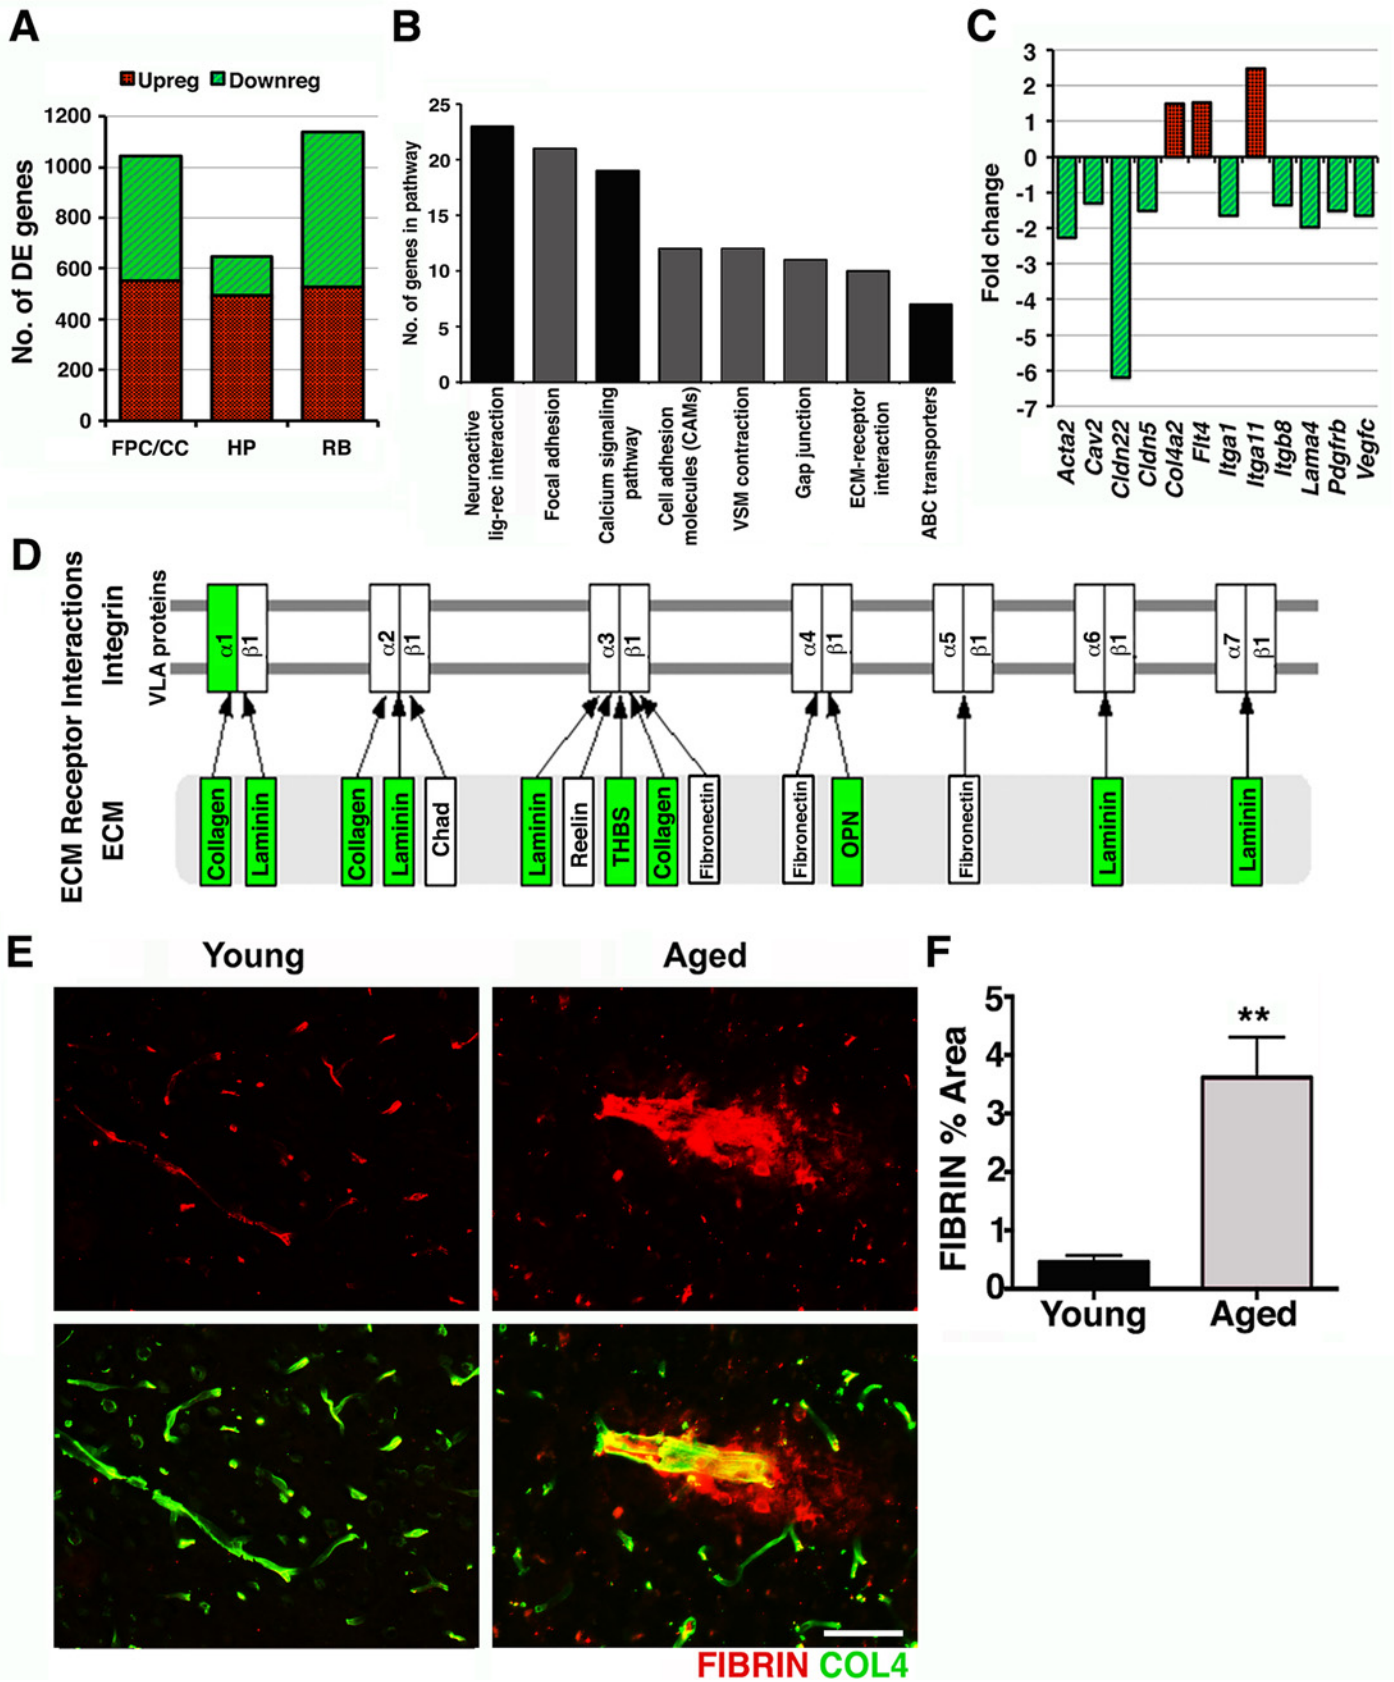 A
Upreg Downreg
No. of DE genes
1200
1000
800
600
400
200
0
FPC/CC HP RB
B
No. of genes in pathway
25
20
15
10
5
0
Neuroactive
lig-rec interaction
Focal adhesion
Calcium signaling
pathway
Cell adhesion
molecules (CAMs)
VSM contraction
Gap junction
ECM-receptor
interaction
ABC transporters
C
Fold change
3
2
1
0
-1
-2
-3
-4
-5
-6
-7
Acta2
Cav2
Cldn22
Cldn5
Col4a2
Flt4
Itga1
Itga11
Itgb8
Lama4
Pdgfrb
Vegfc
D
ECM Receptor Interactions
Integrin
VLA proteins
α1
β1
α2
β1
α3
β1
α4
β1
α5
β1
α6
β1
α7
β1
ECM
Collagen
Laminin
Collagen
Laminin
Chad
Laminin
Reelin
THBS
Collagen
Fibronectin
Fibronectin
OPN
Fibronectin
Laminin
Laminin
E
Young Aged
FIBRIN COL4
F
FIBRIN % Area
5
4
3
2
1
0
**
Young Aged